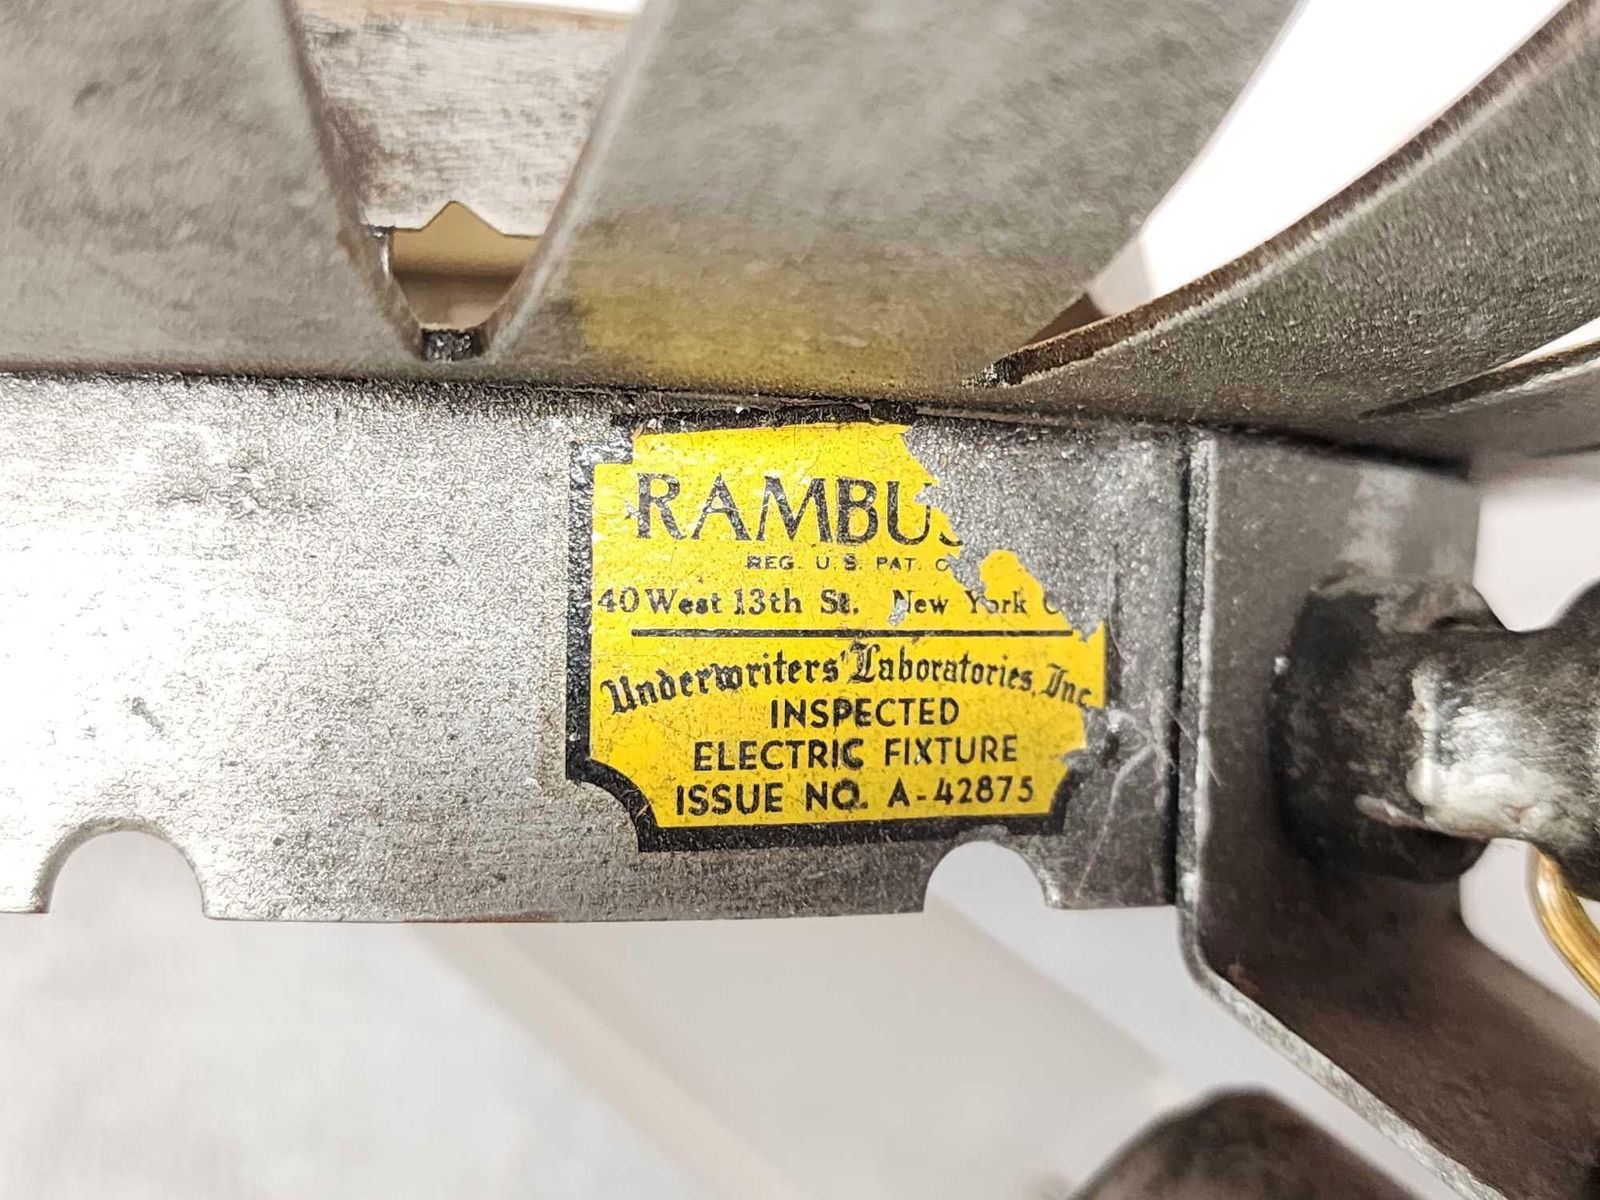 RAMBUS
REG. U.S. PAT. O
40 West 13th St. New York C
Underwriters' Laboratories, Inc.
INSPECTED
ELECTRIC FIXTURE
ISSUE NO. A-42875